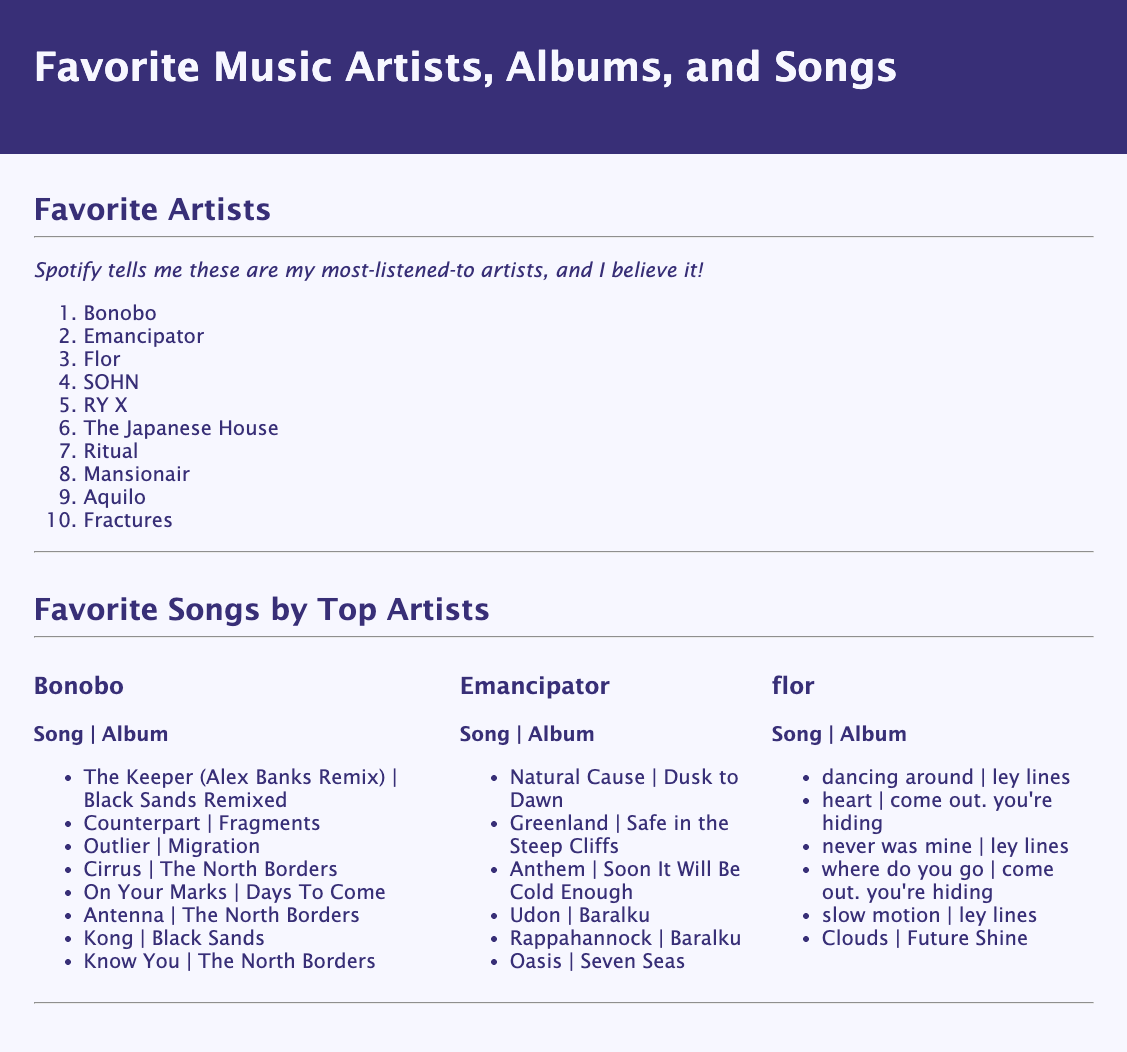 Favorite Music Artists, Albums, and Songs
Favorite Artists
Spotify tells me these are my most-listened-to artists, and I believe it!
1. Bonobo
2. Emancipator
3. Flor
4. SOHN
5. RY X
6. The Japanese House
7. Ritual
8. Mansionair
9. Aquilo
10. Fractures
Favorite Songs by Top Artists
Bonobo
Song | Album
• The Keeper (Alex Banks Remix) |
Black Sands Remixed
• Counterpart | Fragments
• Outlier | Migration
• Cirrus | The North Borders
• On Your Marks | Days To Come
• Antenna | The North Borders
• Kong | Black Sands
• Know You | The North Borders
Emancipator
Song | Album
• Natural Cause | Dusk to
Dawn
• Greenland | Safe in the
Steep Cliffs
• Anthem | Soon It Will Be
Cold Enough
• Udon | Baralku
• Rappahannock | Baralku
• Oasis | Seven Seas
flor
Song | Album
• dancing around | ley lines
• heart | come out. you're
hiding
• never was mine | ley lines
• where do you go | come
out. you're hiding
• slow motion | ley lines
• Clouds | Future Shine